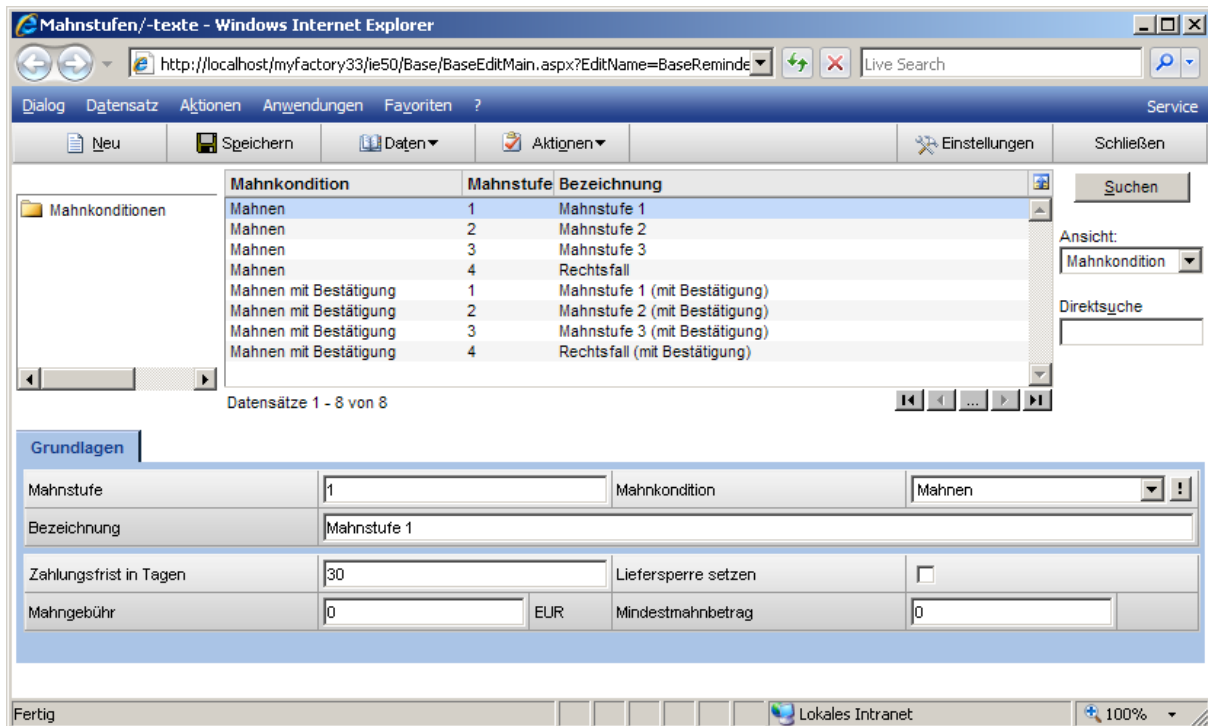 Mahnstufen/-texte - Windows Internet Explorer
http://localhost/myfactory33/ie50/Base/BaseEditMain.aspx?EditName=BaseReminde
Live Search
Dialog Datensatz Aktionen Anwendungen Favoriten ? Service
Neu Speichern Daten Aktionen Einstellungen Schließen
Mahnkonditionen
Mahnkondition Mahnstufe Bezeichnung
Mahnen 1 Mahnstufe 1
Mahnen 2 Mahnstufe 2
Mahnen 3 Mahnstufe 3
Mahnen 4 Rechtsfall
Mahnen mit Bestätigung 1 Mahnstufe 1 (mit Bestätigung)
Mahnen mit Bestätigung 2 Mahnstufe 2 (mit Bestätigung)
Mahnen mit Bestätigung 3 Mahnstufe 3 (mit Bestätigung)
Mahnen mit Bestätigung 4 Rechtsfall (mit Bestätigung)
Datensätze 1 - 8 von 8
...
Suchen
Ansicht:
Mahnkondition
Direktsuche
Grundlagen
Mahnstufe 1 Mahnkondition Mahnen !
Bezeichnung Mahnstufe 1
Zahlungsfrist in Tagen 30 Liefersperre setzen
Mahngebühr 0 EUR Mindestmahnbetrag 0
Fertig Lokales Intranet 100%